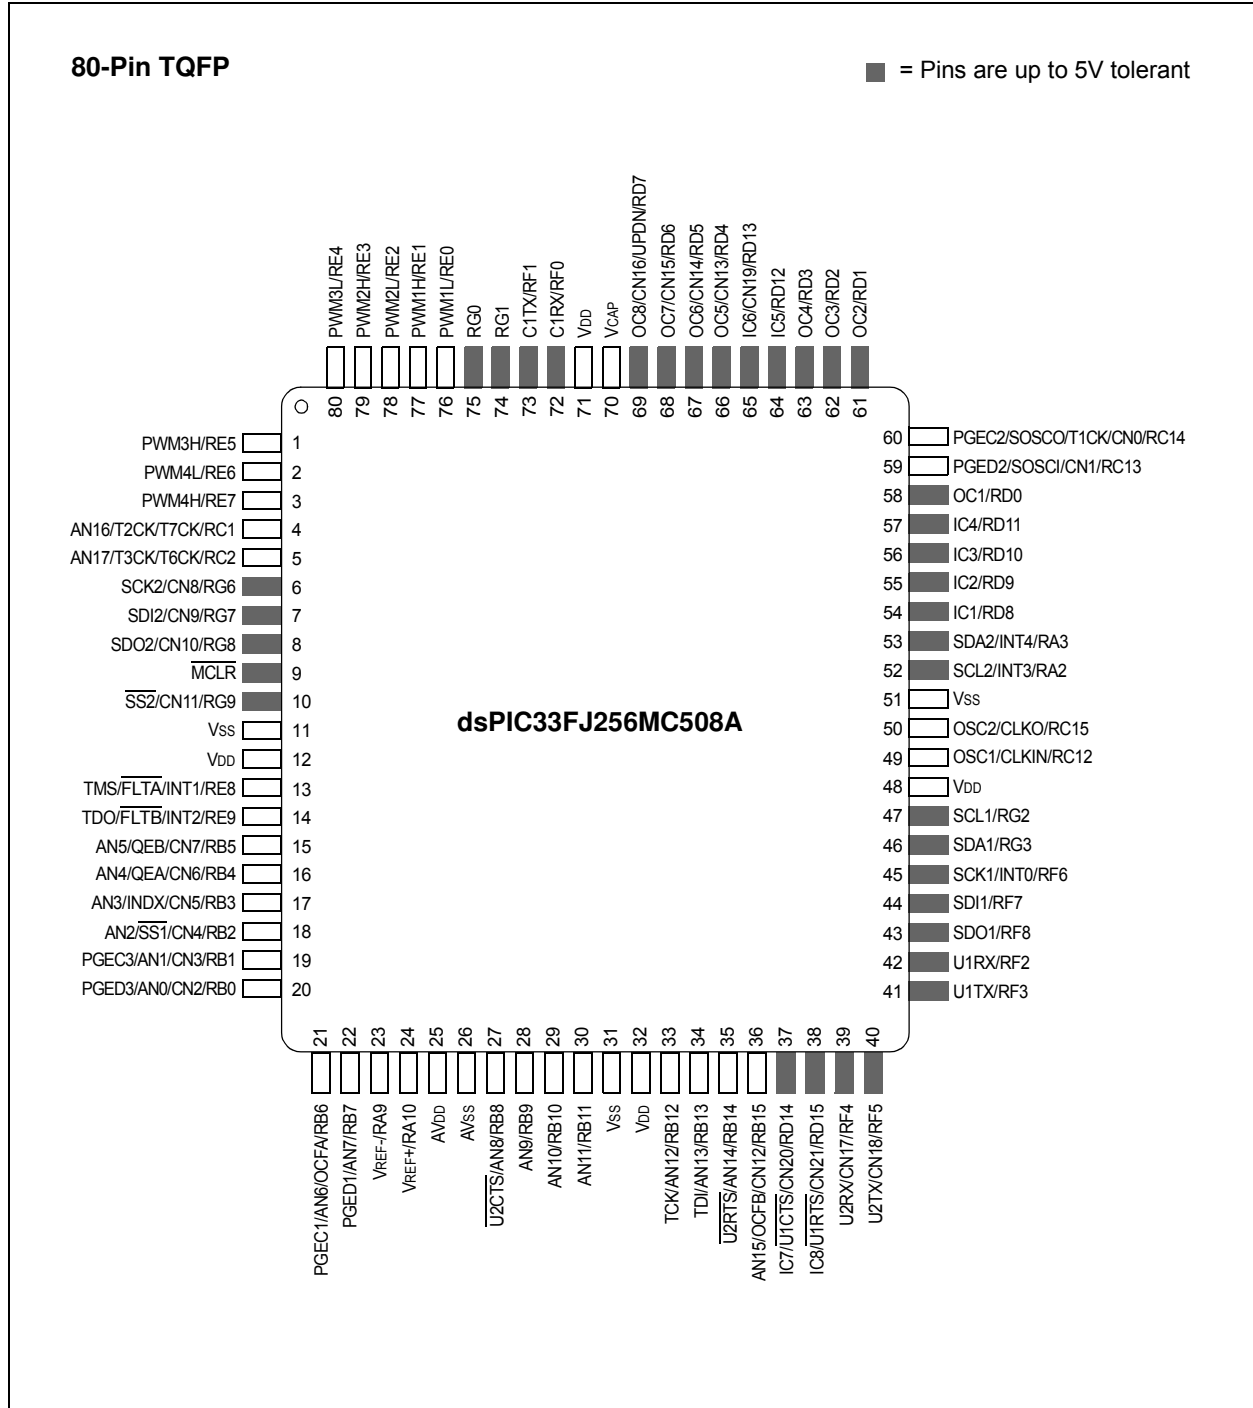 80-Pin TQFP
= Pins are up to 5V tolerant
PWM3L/RE4
PWM2H/RE3
PWM2L/RE2
PWM1H/RE1
PWM1L/RE0
RG0
RG1
C1TX/RF1
C1RX/RF0
VDD
VCAP
OC8/CN16/UPDN/RD7
OC7/CN15/RD6
OC6/CN14/RD5
OC5/CN13/RD4
IC6/CN19/RD13
IC5/RD12
OC4/RD3
OC3/RD2
OC2/RD1
80
79
78
77
76
75
74
73
72
71
70
69
68
67
66
65
64
63
62
61
PWM3H/RE5 1
PWM4L/RE6 2
PWM4H/RE7 3
AN16/T2CK/T7CK/RC1 4
AN17/T3CK/T6CK/RC2 5
SCK2/CN8/RG6 6
SDI2/CN9/RG7 7
SDO2/CN10/RG8 8
MCLR 9
SS2/CN11/RG9 10
VSS 11
VDD 12
TMS/FLTA/INT1/RE8 13
TDO/FLTB/INT2/RE9 14
AN5/QEB/CN7/RB5 15
AN4/QEA/CN6/RB4 16
AN3/INDX/CN5/RB3 17
AN2/SS1/CN4/RB2 18
PGEC3/AN1/CN3/RB1 19
PGED3/AN0/CN2/RB0 20
dsPIC33FJ256MC508A
60 PGEC2/SOSCO/T1CK/CN0/RC14
59 PGED2/SOSCI/CN1/RC13
58 OC1/RD0
57 IC4/RD11
56 IC3/RD10
55 IC2/RD9
54 IC1/RD8
53 SDA2/INT4/RA3
52 SCL2/INT3/RA2
51 VSS
50 OSC2/CLKO/RC15
49 OSC1/CLKIN/RC12
48 VDD
47 SCL1/RG2
46 SDA1/RG3
45 SCK1/INT0/RF6
44 SDI1/RF7
43 SDO1/RF8
42 U1RX/RF2
41 U1TX/RF3
21
22
23
24
25
26
27
28
29
30
31
32
33
34
35
36
37
38
39
40
PGEC1/AN6/OCFA/RB6
PGED1/AN7/RB7
VREF-/RA9
VREF+/RA10
AVDD
AVSS
U2CTS/AN8/RB8
AN9/RB9
AN10/RB10
AN11/RB11
VSS
VDD
TCK/AN12/RB12
TDI/AN13/RB13
U2RTS/AN14/RB14
AN15/OCFB/CN12/RB15
IC7/U1CTS/CN20/RD14
IC8/U1RTS/CN21/RD15
U2RX/CN17/RF4
U2TX/CN18/RF5